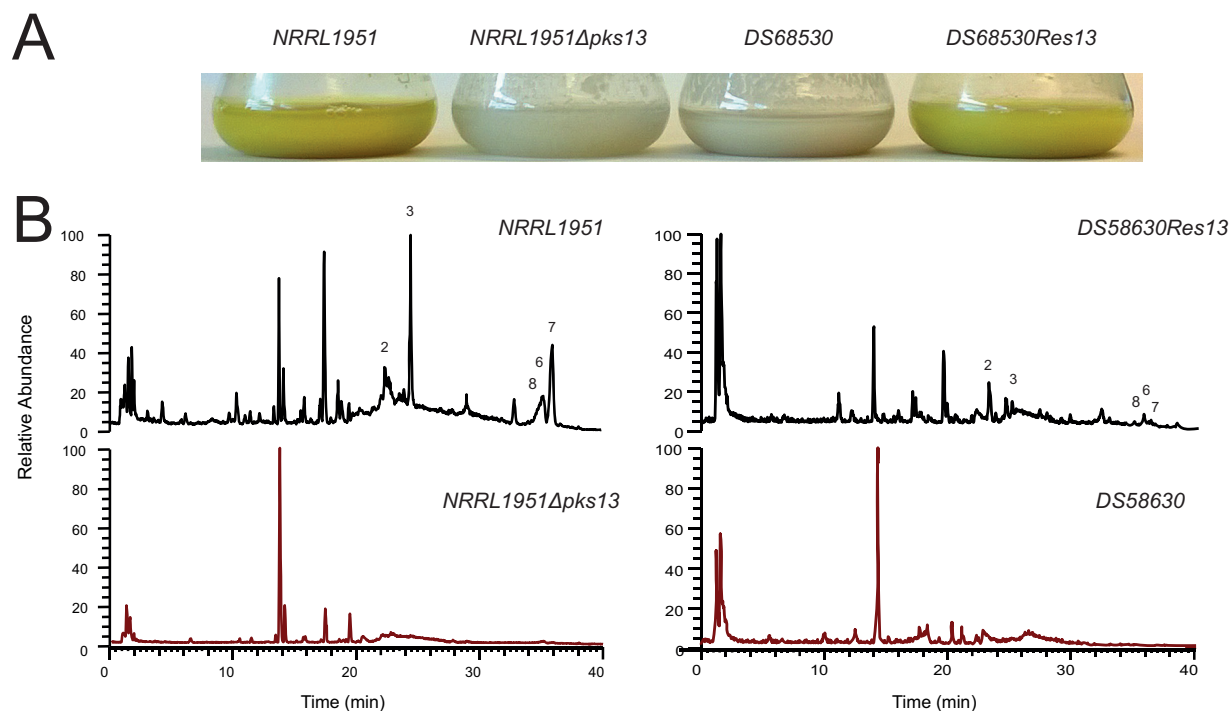 A
NRRL1951 NRRL1951Δpks13 DS68530 DS68530Res13
B
NRRL1951
DS58630Res13
Relative Abundance
100
80
60
40
20
0
2
3
8
6
7
100
80
60
40
20
0
2
3
8
6
7
NRRL1951Δpks13
DS58630
100
80
60
40
20
0
0 10 20 30 40
Time (min)
100
80
60
40
20
0
0 10 20 30 40
Time (min)